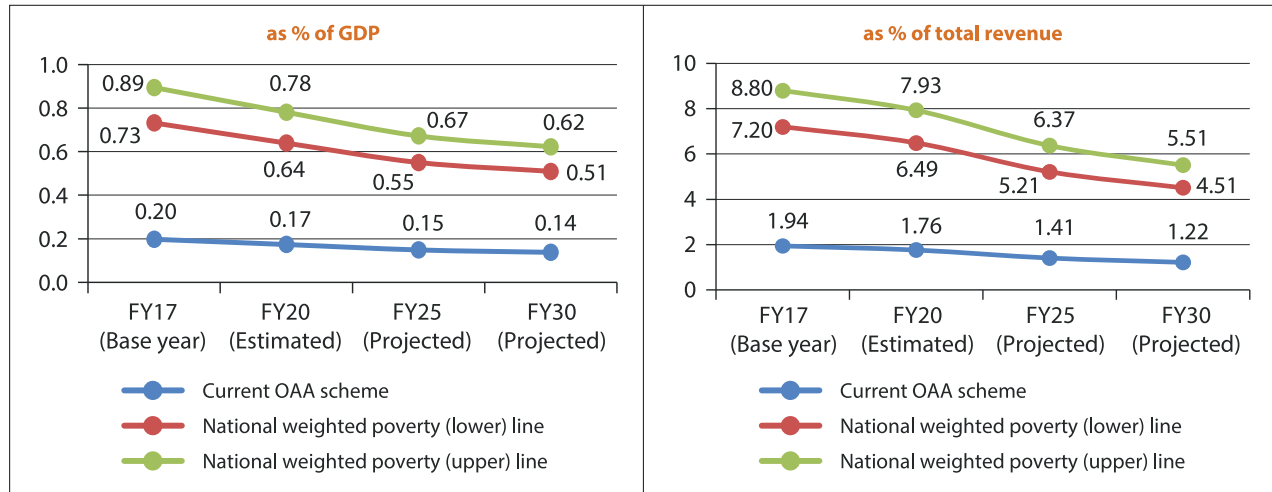 as % of GDP
1.0
0.8
0.6
0.4
0.2
0.0
0.89
0.78
0.67
0.62
0.73
0.64
0.55
0.51
0.20
0.17
0.15
0.14
FY17
(Base year)
FY20
(Estimated)
FY25
(Projected)
FY30
(Projected)
Current OAA scheme
National weighted poverty (lower) line
National weighted poverty (upper) line
as % of total revenue
10
8
6
4
2
0
8.80
7.93
6.37
5.51
7.20
6.49
5.21
4.51
1.94
1.76
1.41
1.22
FY17
(Base year)
FY20
(Estimated)
FY25
(Projected)
FY30
(Projected)
Current OAA scheme
National weighted poverty (lower) line
National weighted poverty (upper) line